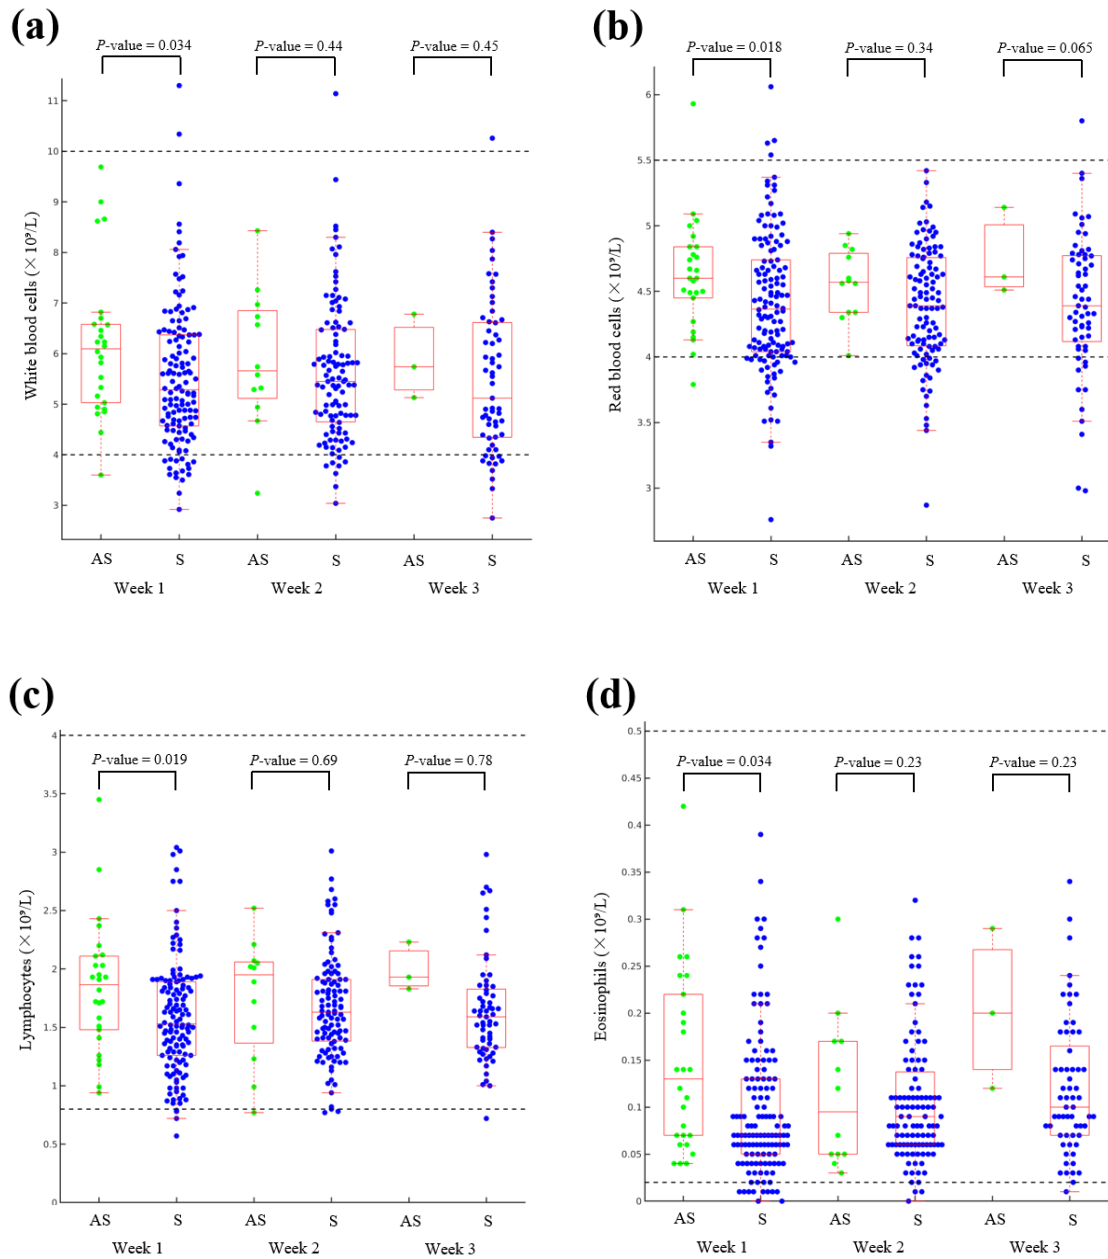 (a)
P-value = 0.034
P-value = 0.44
P-value = 0.45
White blood cells (×10⁹/L)
11
10
9
8
7
6
5
4
3
AS
S
AS
S
AS
S
Week 1
Week 2
Week 3
(b)
P-value = 0.018
P-value = 0.34
P-value = 0.065
Red blood cells (×10⁹/L)
6
5.5
5
4.5
4
3.5
3
AS
S
AS
S
AS
S
Week 1
Week 2
Week 3
(c)
P-value = 0.019
P-value = 0.69
P-value = 0.78
Lymphocytes (×10⁹/L)
4
3.5
3
2.5
2
1.5
1
0.5
0
AS
S
AS
S
AS
S
Week 1
Week 2
Week 3
(d)
P-value = 0.034
P-value = 0.23
P-value = 0.23
Eosinophils (×10⁹/L)
0.5
0.45
0.4
0.35
0.3
0.25
0.2
0.15
0.1
0.05
0
AS
S
AS
S
AS
S
Week 1
Week 2
Week 3